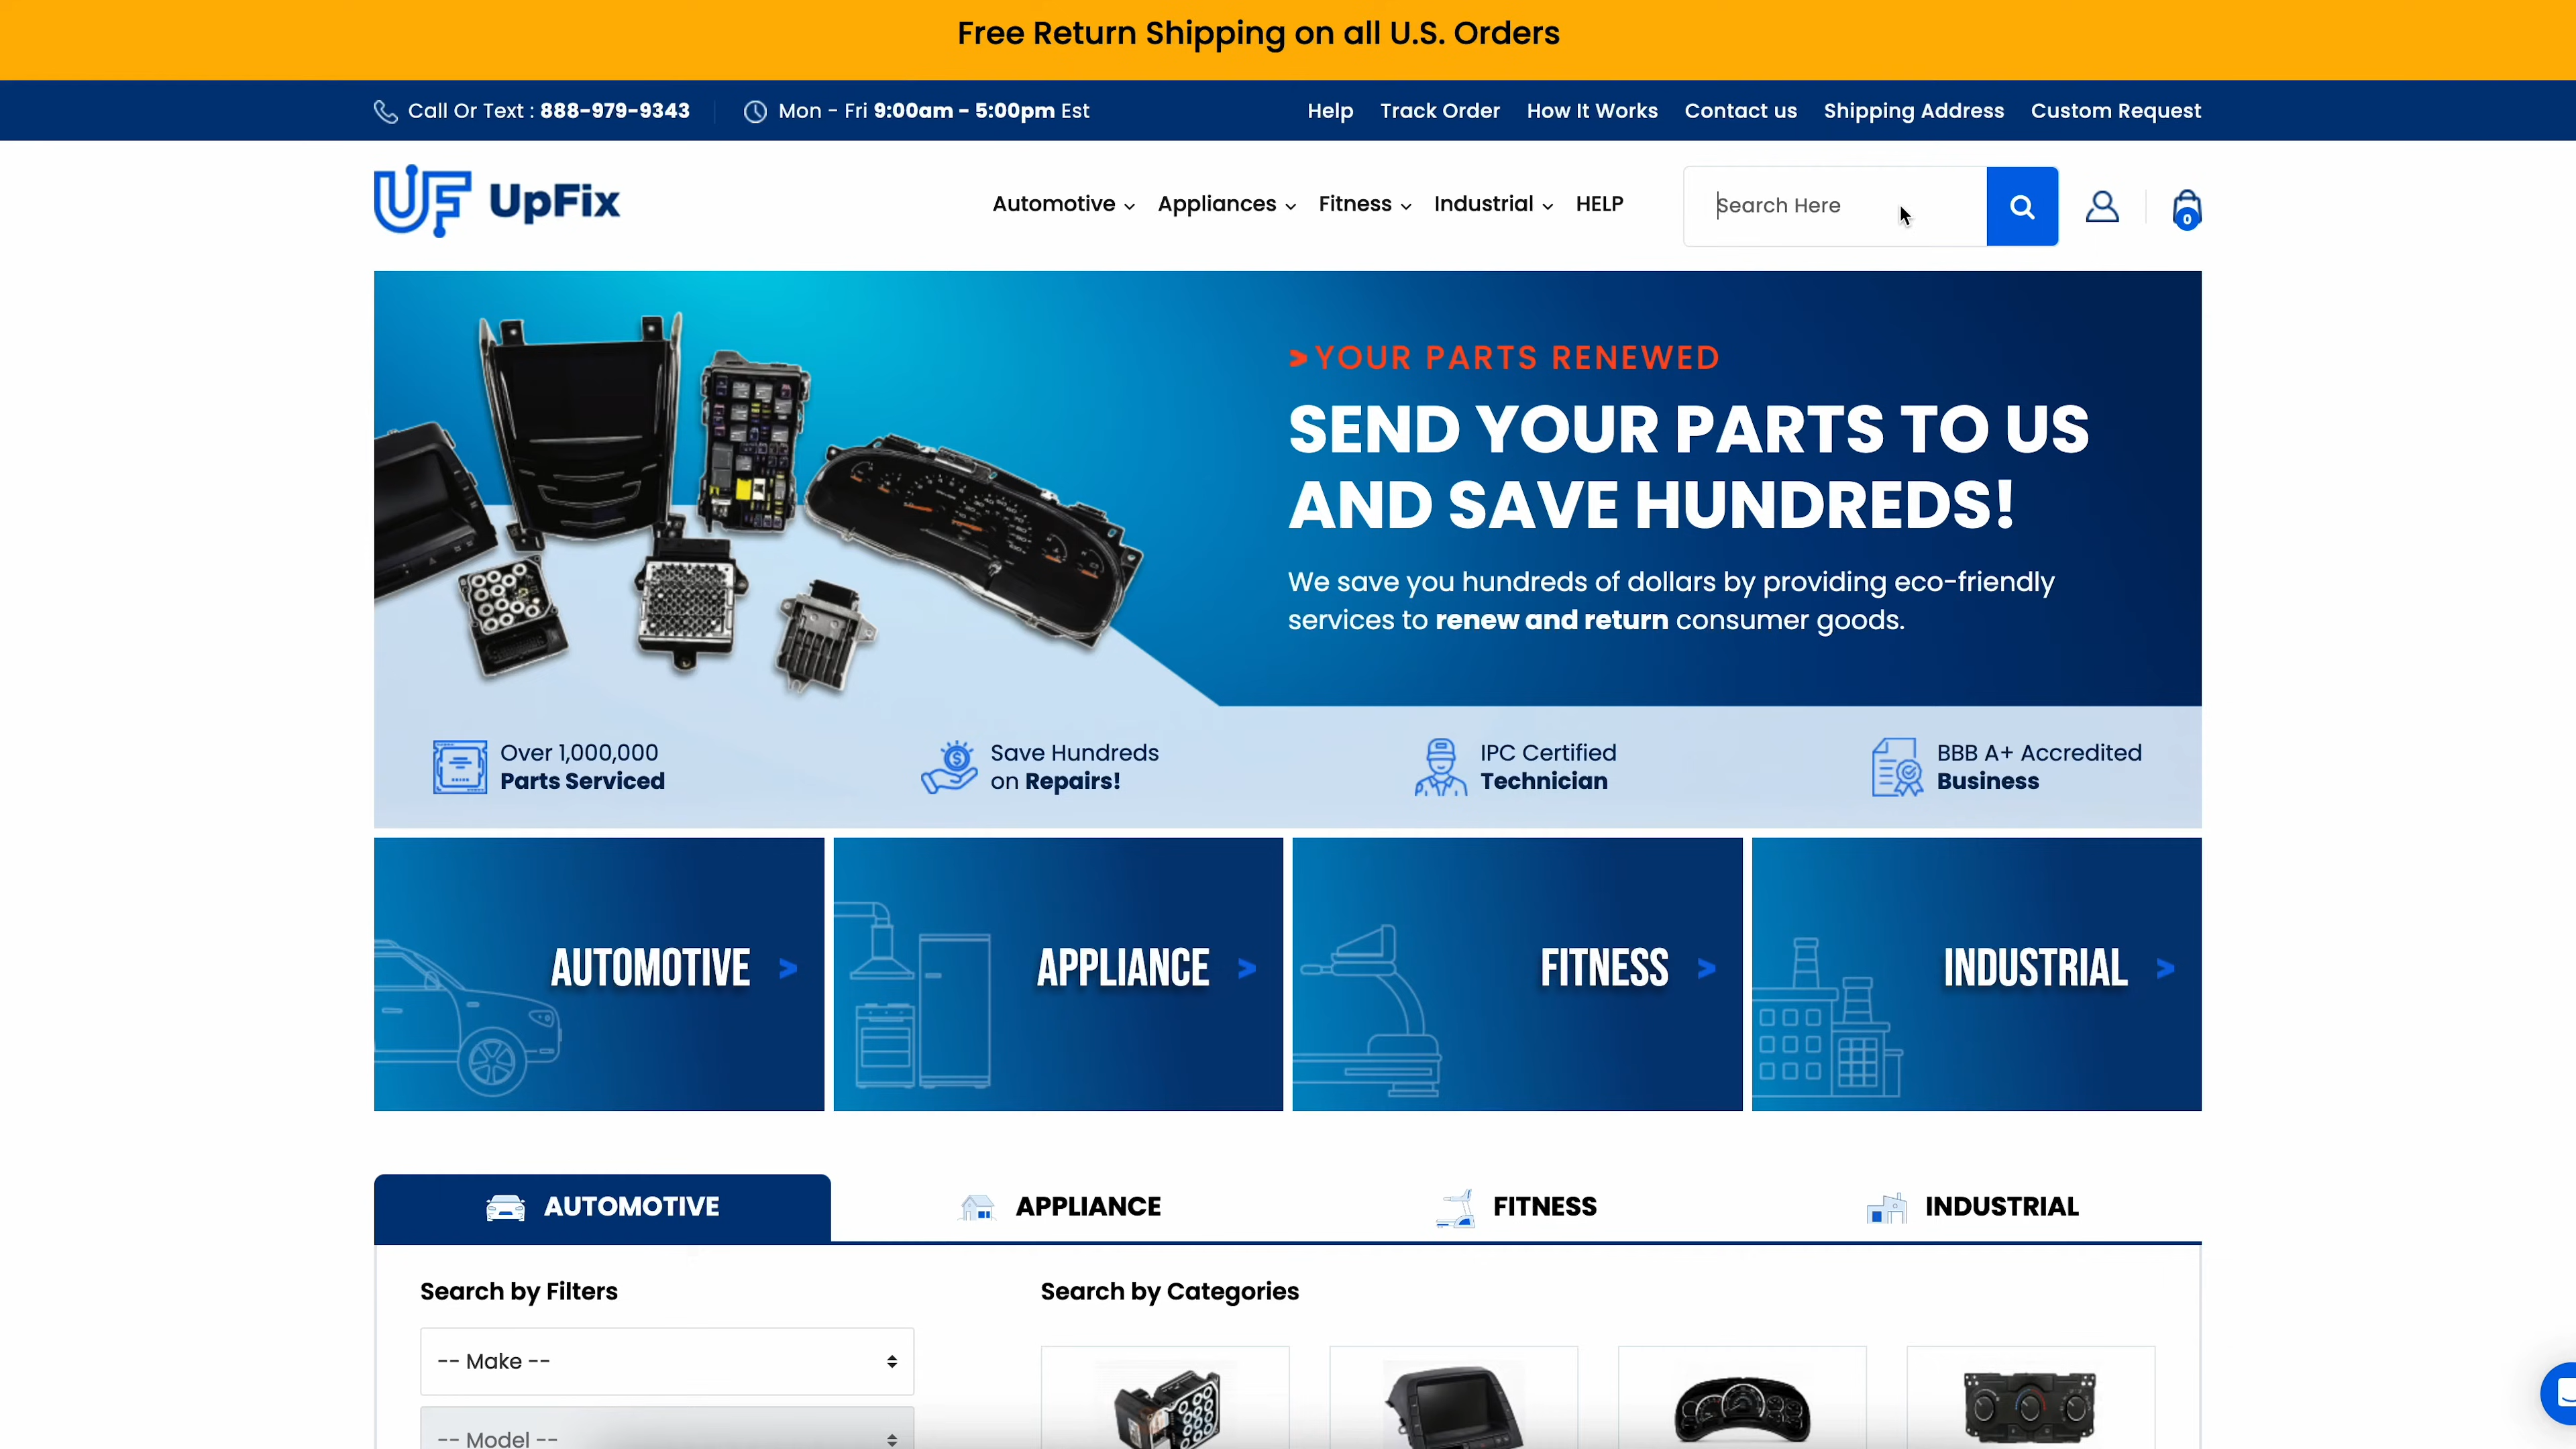 Free Return Shipping on all U.S. Orders
Call Or Text : 888-979-9343
Mon - Fri 9:00am - 5:00pm Est
Help
Track Order
How It Works
Contact us
Shipping Address
Custom Request
UF UpFix
Automotive
Appliances
Fitness
Industrial
HELP
Search Here
0
> YOUR PARTS RENEWED
SEND YOUR PARTS TO US
AND SAVE HUNDREDS!
We save you hundreds of dollars by providing eco-friendly
services to renew and return consumer goods.
Over 1,000,000
Parts Serviced
Save Hundreds
on Repairs!
IPC Certified
Technician
BBB A+ Accredited
Business
AUTOMOTIVE >
APPLIANCE >
FITNESS >
INDUSTRIAL >
AUTOMOTIVE
APPLIANCE
FITNESS
INDUSTRIAL
Search by Filters
Search by Categories
-- Make --
-- Model --